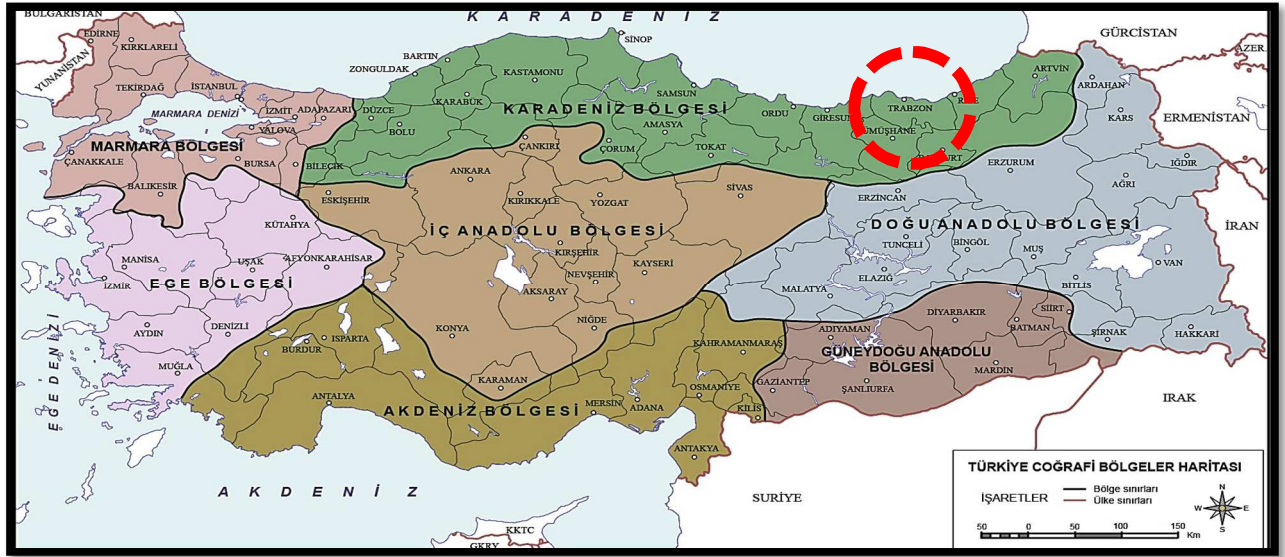 BULGARİSTAN
KARADENİZ
GÜRCİSTAN
AZER.
YUNANİSTAN
EDİRNE
KIRKLARELİ
TEKİRDAĞ
İSTANBUL
İZMİT
ADAPAZARI
MARMARA DENİZİ
YALOVA
MARMARA BÖLGESİ
ÇANAKKALE
BURSA
BALIKESİR
BİLECİK
ZONGULDAK
BARTIN
KASTAMONU
SİNOP
DÜZCE
KARABÜK
BOLU
KARADENİZ BÖLGESİ
SAMSUN
AMASYA
ORDU
ÇANKIRI
ÇORUM
TOKAT
GİRESUN
TRABZON
ARTVİN
ARDAHAN
KARS
ERMENİSTAN
ERZURUM
IĞDIR
ESKİŞEHİR
ANKARA
KIRIKKALE
YOZGAT
SİVAS
ERZİNCAN
AĞRI
KÜTAHYA
İÇ ANADOLU BÖLGESİ
DOĞU ANADOLU BÖLGESİ
İRAN
MANİSA
UŞAK
AFYONKARAHİSAR
KIRŞEHİR
KAYSERİ
TUNCELİ
BİNGÖL
MUŞ
İZMİR
EGE BÖLGESİ
NEVŞEHİR
ELAZIĞ
VAN
AKSARAY
MALATYA
BİTLİS
EGE DENİZİ
AYDIN
DENİZLİ
KONYA
NİĞDE
ADIYAMAN
DİYARBAKIR
SİİRT
BATMAN
ŞIRNAK
HAKKARİ
BURDUR
ISPARTA
KAHRAMANMARAŞ
GÜNEYDOĞU ANADOLU
BÖLGESİ
MUĞLA
KARAMAN
OSMANİYE
GAZİANTEP
ŞANLIURFA
MARDİN
ANTALYA
AKDENİZ BÖLGESİ
MERSİN
ADANA
KİLİS
IRAK
ANTAKYA
AKDENİZ
SURİYE
KKTC
GKRY
TÜRKİYE COĞRAFİ BÖLGELER HARİTASI
İŞARETLER
Bölge sınırları
Ülke sınırları
N
W
E
S
50 0 50 100 150
Km